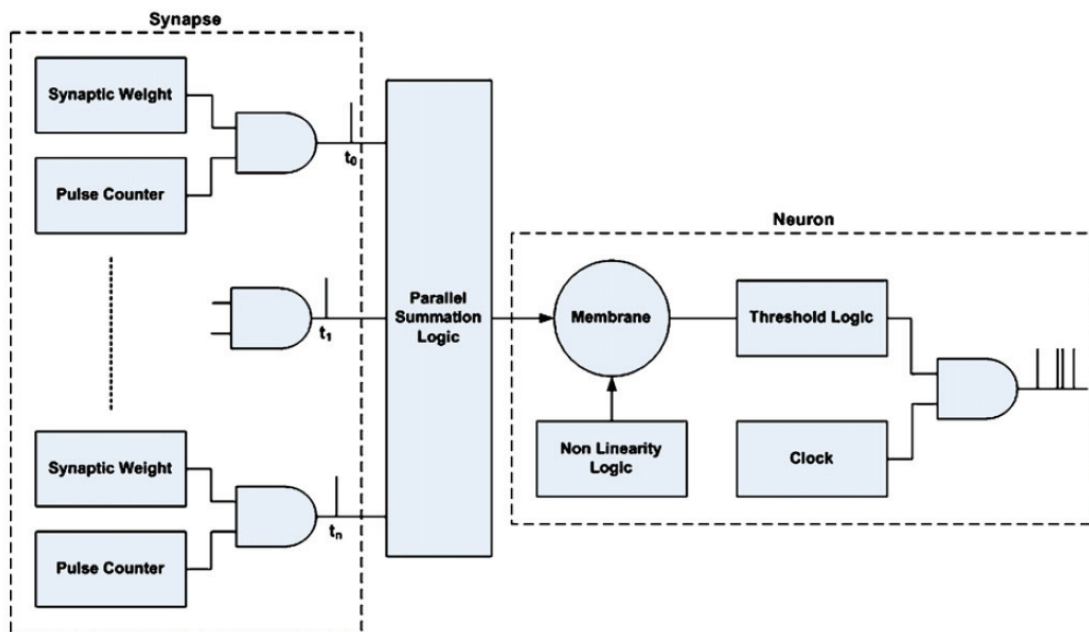 Synapse
Synaptic Weight
t₀
Pulse Counter
t₁
Synaptic Weight
tₙ
Pulse Counter
Parallel
Summation
Logic
Neuron
Membrane
Threshold Logic
Non Linearity
Logic
Clock